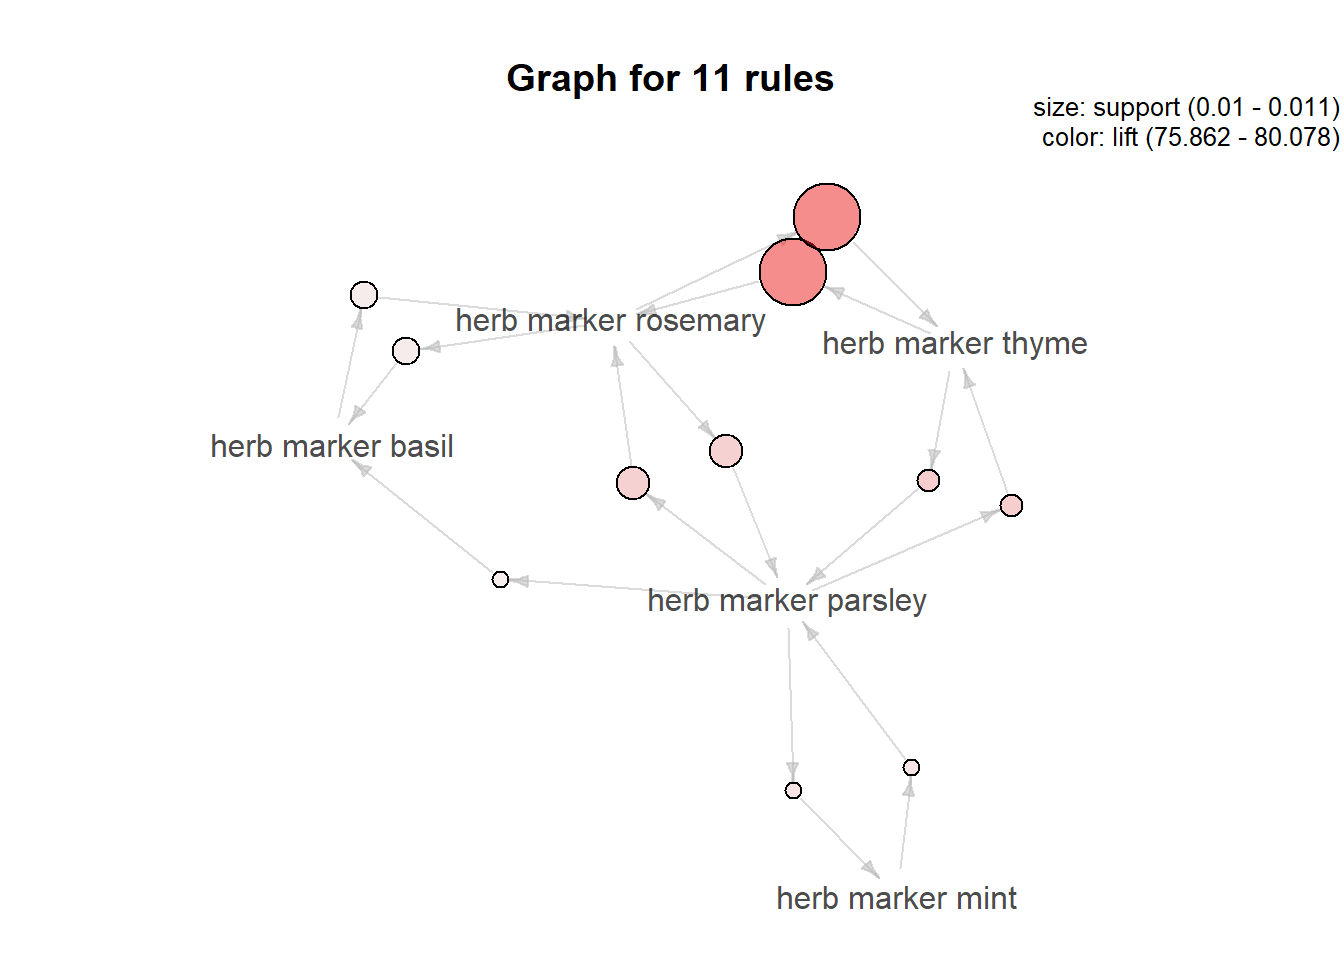 Graph for 11 rules
size: support (0.01 - 0.011)
color: lift (75.862 - 80.078)
herb marker rosemary
herb marker thyme
herb marker basil
herb marker parsley
herb marker mint